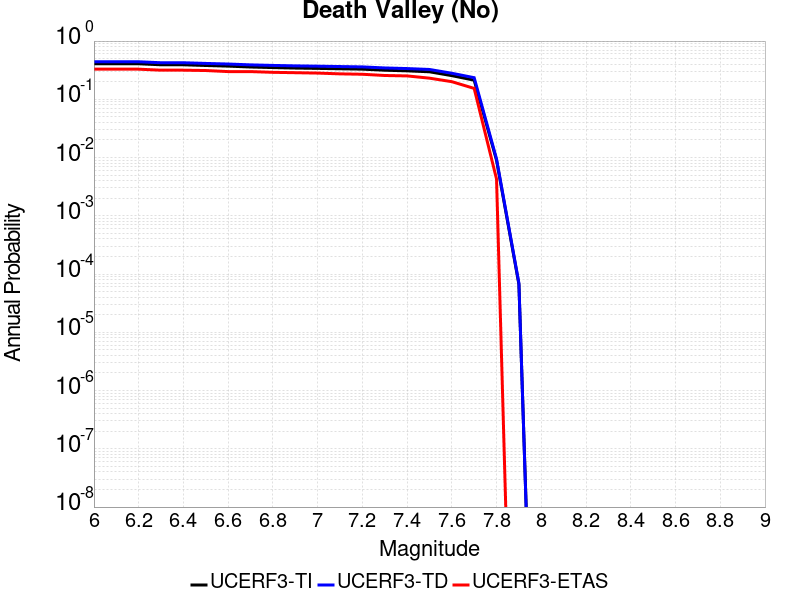 Death Valley (No)
10^0
10^-1
10^-2
10^-3
10^-4
10^-5
10^-6
10^-7
10^-8
Annual Probability
6 6.2 6.4 6.6 6.8 7 7.2 7.4 7.6 7.8 8 8.2 8.4 8.6 8.8 9
Magnitude
UCERF3-TI UCERF3-TD UCERF3-ETAS